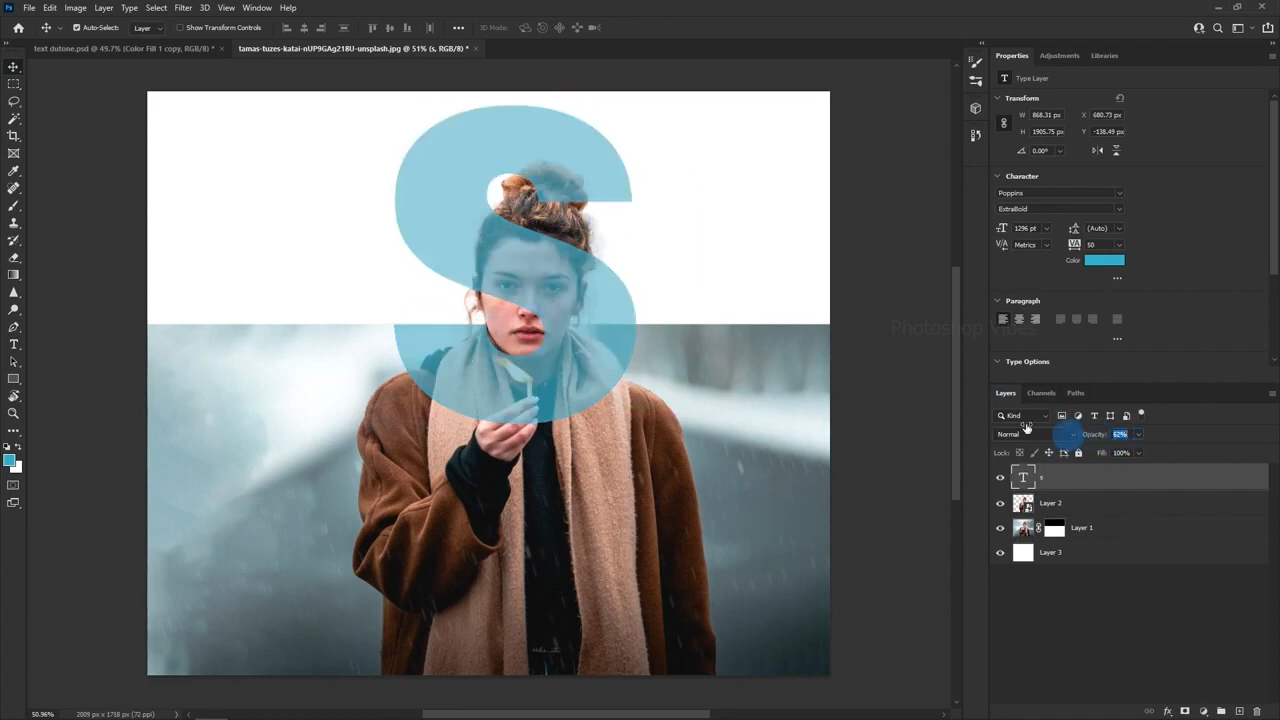 Ps File Edit Image Layer Type Select Filter 3D View Window Help
Auto-Select: Layer Show Transform Controls 3D Mode:
text dutone.psd @ 49.7% (Color Fill 1 copy, RGB/8) * × tamas-tuzes-katai-nUP9GAg218U-unsplash.jpg @ 51% (s, RGB/8) * ×
Properties Adjustments Libraries
T Type Layer
Transform
W 868.31 px X 680.73 px
H 1905.75 px Y -138.49 px
0.00°
Character
Poppins
ExtraBold
1296 pt (Auto)
Metrics 50
Color
Paragraph
Photoshop Vibes
Type Options
Layers Channels Paths
Kind
Normal Opacity: 62%
Lock: Fill: 100%
T s
Layer 2
Layer 1
Layer 3
S
50.96% 2009 px x 1718 px (72 ppi)